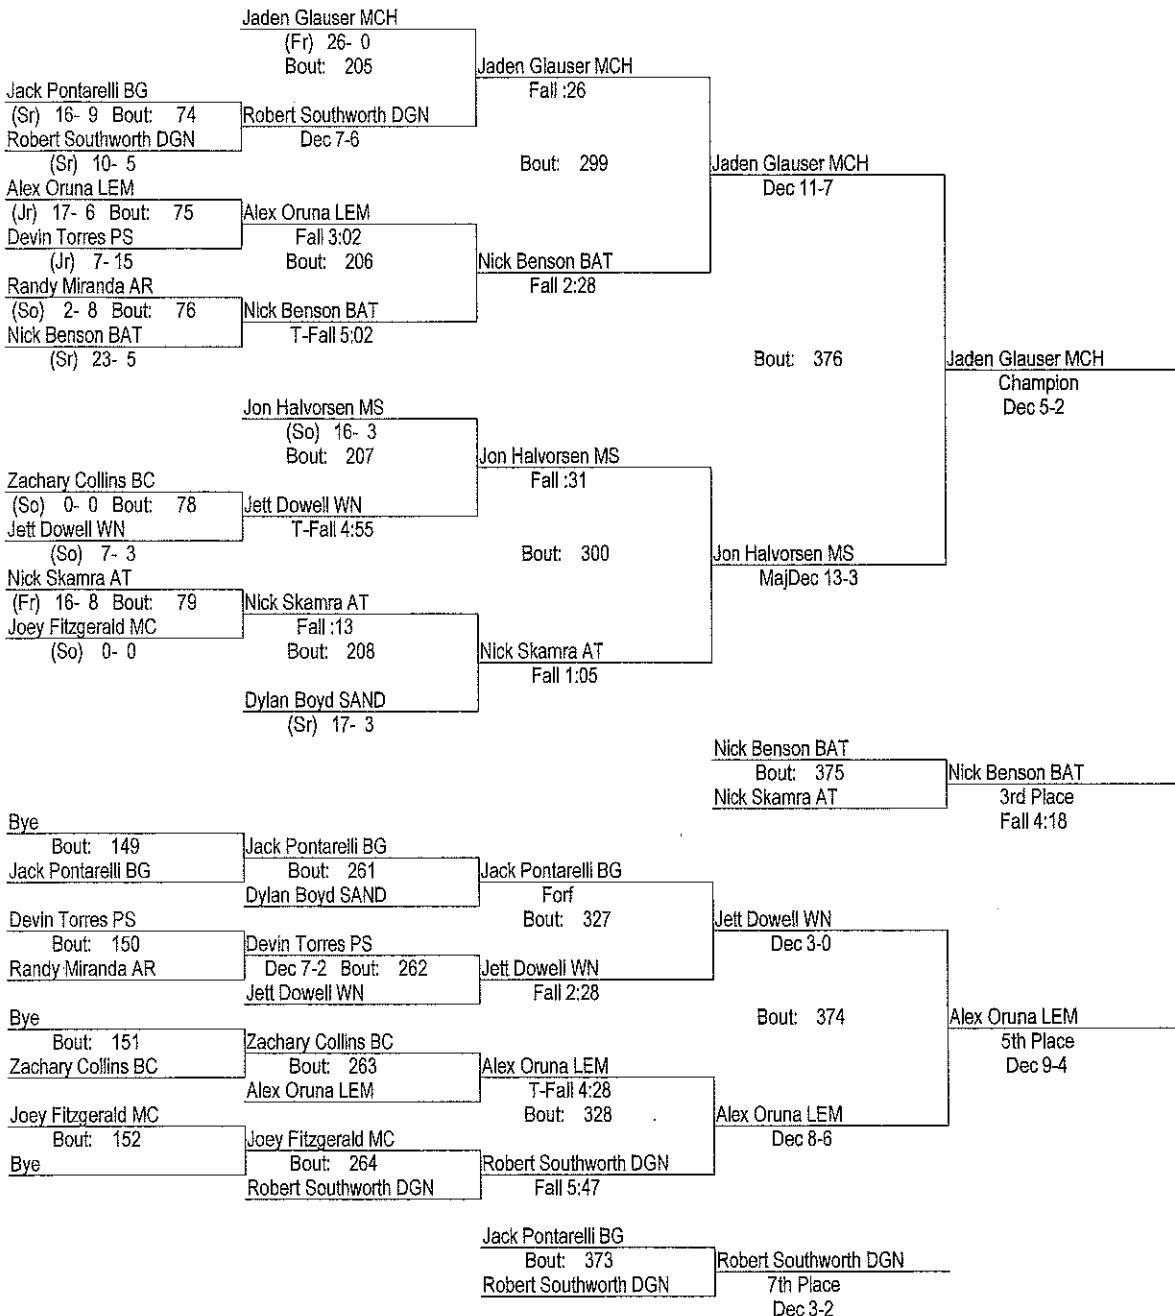 Jaden Glauser MCH
(Fr) 26- 0
Bout: 205
Jaden Glauser MCH
Fall :26
Jack Pontarelli BG
(Sr) 16- 9 Bout: 74
Robert Southworth DGN
Robert Southworth DGN
Dec 7-6
(Sr) 10- 5
Bout: 299
Jaden Glauser MCH
Dec 11-7
Alex Oruna LEM
(Jr) 17- 6 Bout: 75
Alex Oruna LEM
Devin Torres PS
Fall 3:02
(Jr) 7- 15
Bout: 206
Nick Benson BAT
Fall 2:28
Randy Miranda AR
(So) 2- 8 Bout: 76
Nick Benson BAT
Nick Benson BAT
T-Fall 5:02
(Sr) 23- 5
Bout: 376
Jaden Glauser MCH
Champion
Dec 5-2
Jon Halvorsen MS
(So) 16- 3
Bout: 207
Jon Halvorsen MS
Fall :31
Zachary Collins BC
(So) 0- 0 Bout: 78
Jett Dowell WN
Jett Dowell WN
T-Fall 4:55
(So) 7- 3
Bout: 300
Jon Halvorsen MS
MajDec 13-3
Nick Skamra AT
(Fr) 16- 8 Bout: 79
Nick Skamra AT
Joey Fitzgerald MC
Fall :13
(So) 0- 0
Bout: 208
Nick Skamra AT
Fall 1:05
Dylan Boyd SAND
(Sr) 17- 3
Nick Benson BAT
Bout: 375
Nick Benson BAT
Nick Skamra AT
3rd Place
Fall 4:18
Bye
Bout: 149
Jack Pontarelli BG
Jack Pontarelli BG
Bout: 261
Jack Pontarelli BG
Dylan Boyd SAND
Forf
Bout: 327
Jett Dowell WN
Dec 3-0
Devin Torres PS
Bout: 150
Devin Torres PS
Randy Miranda AR
Dec 7-2 Bout: 262
Jett Dowell WN
Jett Dowell WN
Fall 2:28
Bye
Bout: 151
Bout: 374
Alex Oruna LEM
5th Place
Dec 9-4
Zachary Collins BC
Zachary Collins BC
Bout: 263
Alex Oruna LEM
Alex Oruna LEM
T-Fall 4:28
Bout: 328
Alex Oruna LEM
Dec 8-6
Joey Fitzgerald MC
Bout: 152
Joey Fitzgerald MC
Bye
Bout: 264
Robert Southworth DGN
Robert Southworth DGN
Fall 5:47
Jack Pontarelli BG
Bout: 373
Robert Southworth DGN
Robert Southworth DGN
7th Place
Dec 3-2